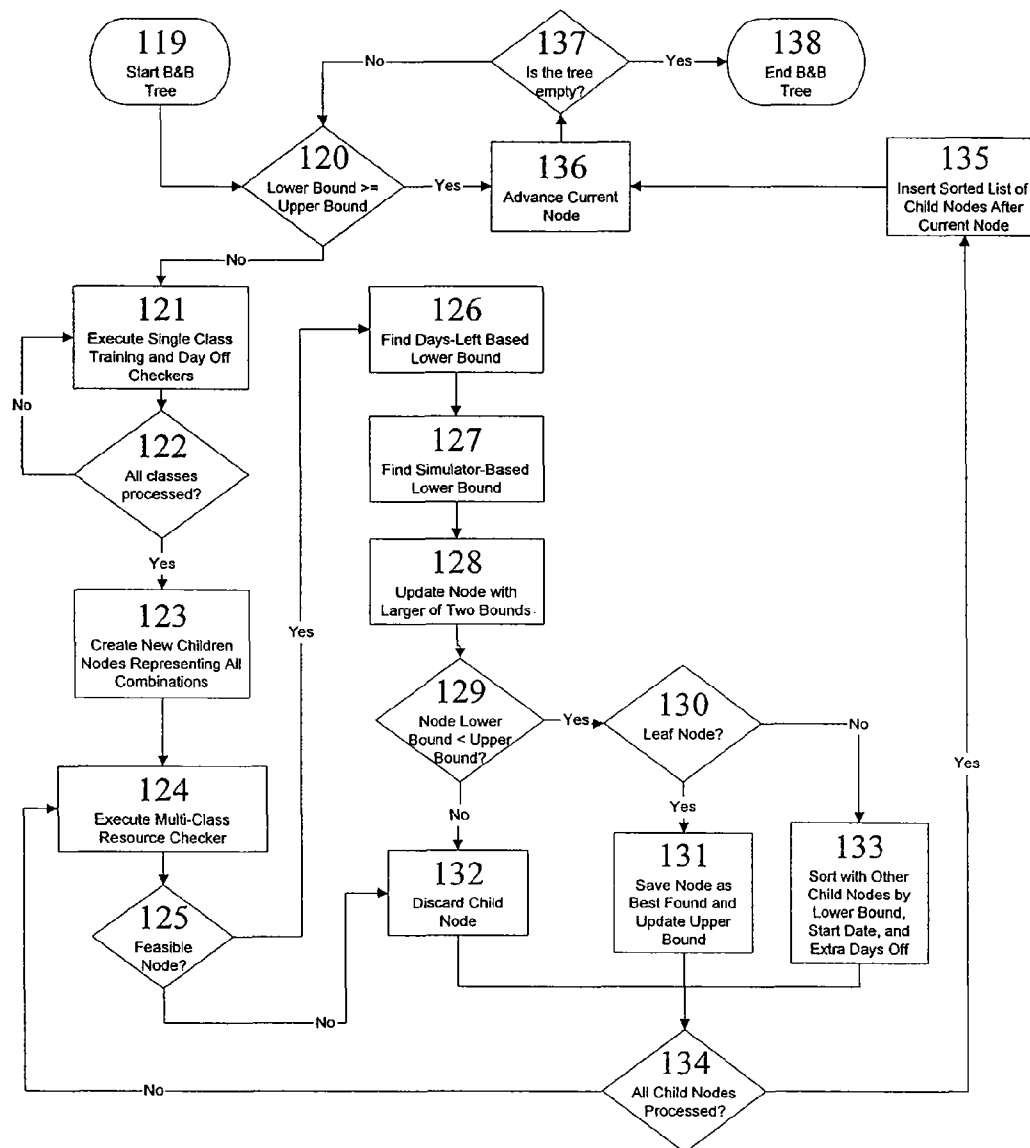 119
Start B&B
Tree
137
Is the tree
empty?
138
End B&B
Tree
No
Yes
120
Lower Bound >=
Upper Bound
Yes
136
Advance Current
Node
135
Insert Sorted List of
Child Nodes After
Current Node
No
121
Execute Single Class
Training and Day Off
Checkers
No
122
All classes
processed?
Yes
123
Create New Children
Nodes Representing All
Combinations
124
Execute Multi-Class
Resource Checker
125
Feasible
Node?
Yes
No
126
Find Days-Left Based
Lower Bound
127
Find Simulator-Based
Lower Bound
128
Update Node with
Larger of Two Bounds
129
Node Lower
Bound < Upper
Bound?
Yes
No
130
Leaf Node?
No
Yes
132
Discard Child
Node
131
Save Node as
Best Found and
Update Upper
Bound
133
Sort with Other
Child Nodes by
Lower Bound,
Start Date, and
Extra Days Off
134
All Child Nodes
Processed?
No
Yes